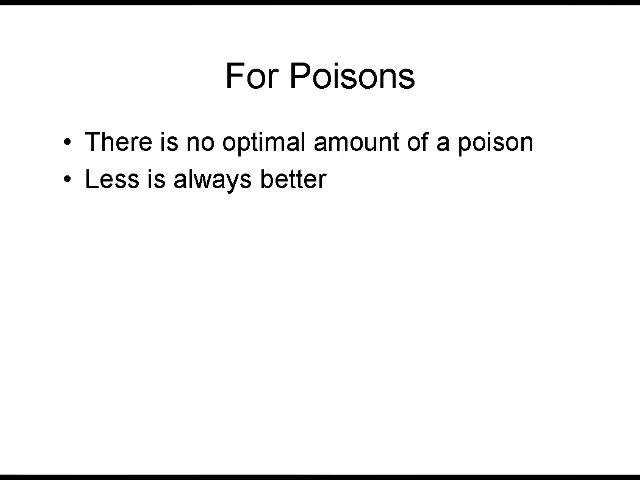 For Poisons
• There is no optimal amount of a poison
• Less is always better